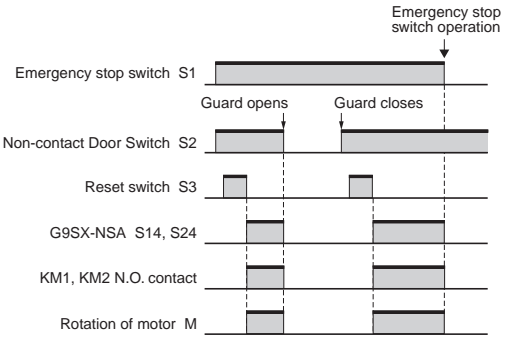 Emergency stop
switch operation
Emergency stop switch S1
Guard opens
Guard closes
Non-contact Door Switch S2
Reset switch S3
G9SX-NSA S14, S24
KM1, KM2 N.O. contact
Rotation of motor M